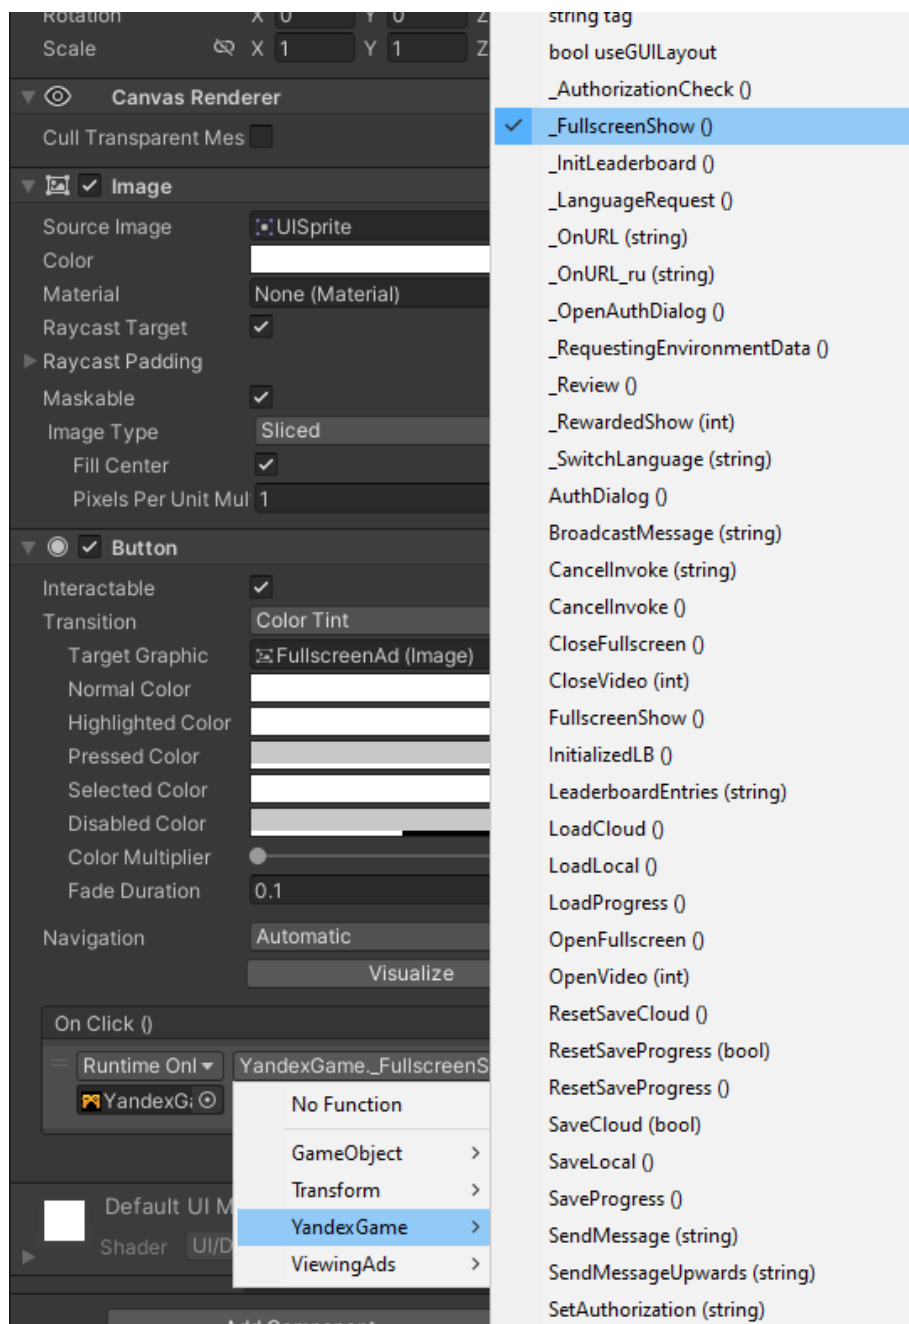 Rotation X 0 Y 0 Z
Scale X 1 Y 1 Z
Canvas Renderer
Cull Transparent Mes
Image
Source Image UISprite
Color
Material None (Material)
Raycast Target
Raycast Padding
Maskable
Image Type Sliced
Fill Center
Pixels Per Unit Mul 1
Button
Interactable
Transition Color Tint
Target Graphic FullscreenAd (Image)
Normal Color
Highlighted Color
Pressed Color
Selected Color
Disabled Color
Color Multiplier
Fade Duration 0.1
Navigation Automatic
Visualize
On Click ()
Runtime Onl YandexGame._FullscreenS
YandexGa
No Function
GameObject
Transform
YandexGame
ViewingAds
Default UI M
Shader UI/D
Add Component
string tag
bool useGUILayout
_AuthorizationCheck ()
_FullscreenShow ()
_InitLeaderboard ()
_LanguageRequest ()
_OnURL (string)
_OnURL_ru (string)
_OpenAuthDialog ()
_RequestingEnvironmentData ()
_Review ()
_RewardedShow (int)
_SwitchLanguage (string)
AuthDialog ()
BroadcastMessage (string)
CancelInvoke (string)
CancelInvoke ()
CloseFullscreen ()
CloseVideo (int)
FullscreenShow ()
InitializedLB ()
LeaderboardEntries (string)
LoadCloud ()
LoadLocal ()
LoadProgress ()
OpenFullscreen ()
OpenVideo (int)
ResetSaveCloud ()
ResetSaveProgress (bool)
ResetSaveProgress ()
SaveCloud (bool)
SaveLocal ()
SaveProgress ()
SendMessage (string)
SendMessageUpwards (string)
SetAuthorization (string)